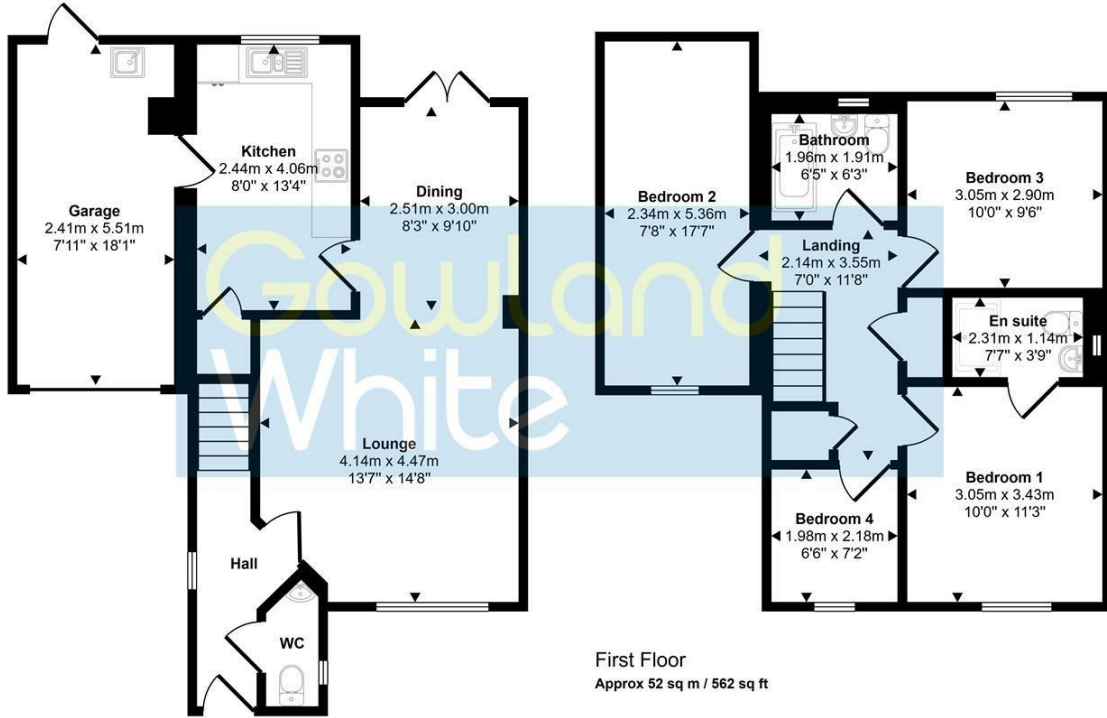 Garage
2.41m x 5.51m
7'11" x 18'1"
Kitchen
2.44m x 4.06m
8'0" x 13'4"
Dining
2.51m x 3.00m
8'3" x 9'10"
Lounge
4.14m x 4.47m
13'7" x 14'8"
Hall
WC
Bedroom 2
2.34m x 5.36m
7'8" x 17'7"
Bathroom
1.96m x 1.91m
6'5" x 6'3"
Bedroom 3
3.05m x 2.90m
10'0" x 9'6"
Landing
2.14m x 3.55m
7'0" x 11'8"
En suite
2.31m x 1.14m
7'7" x 3'9"
Bedroom 1
3.05m x 3.43m
10'0" x 11'3"
Bedroom 4
1.98m x 2.18m
6'6" x 7'2"
Gowland
White
First Floor
Approx 52 sq m / 562 sq ft